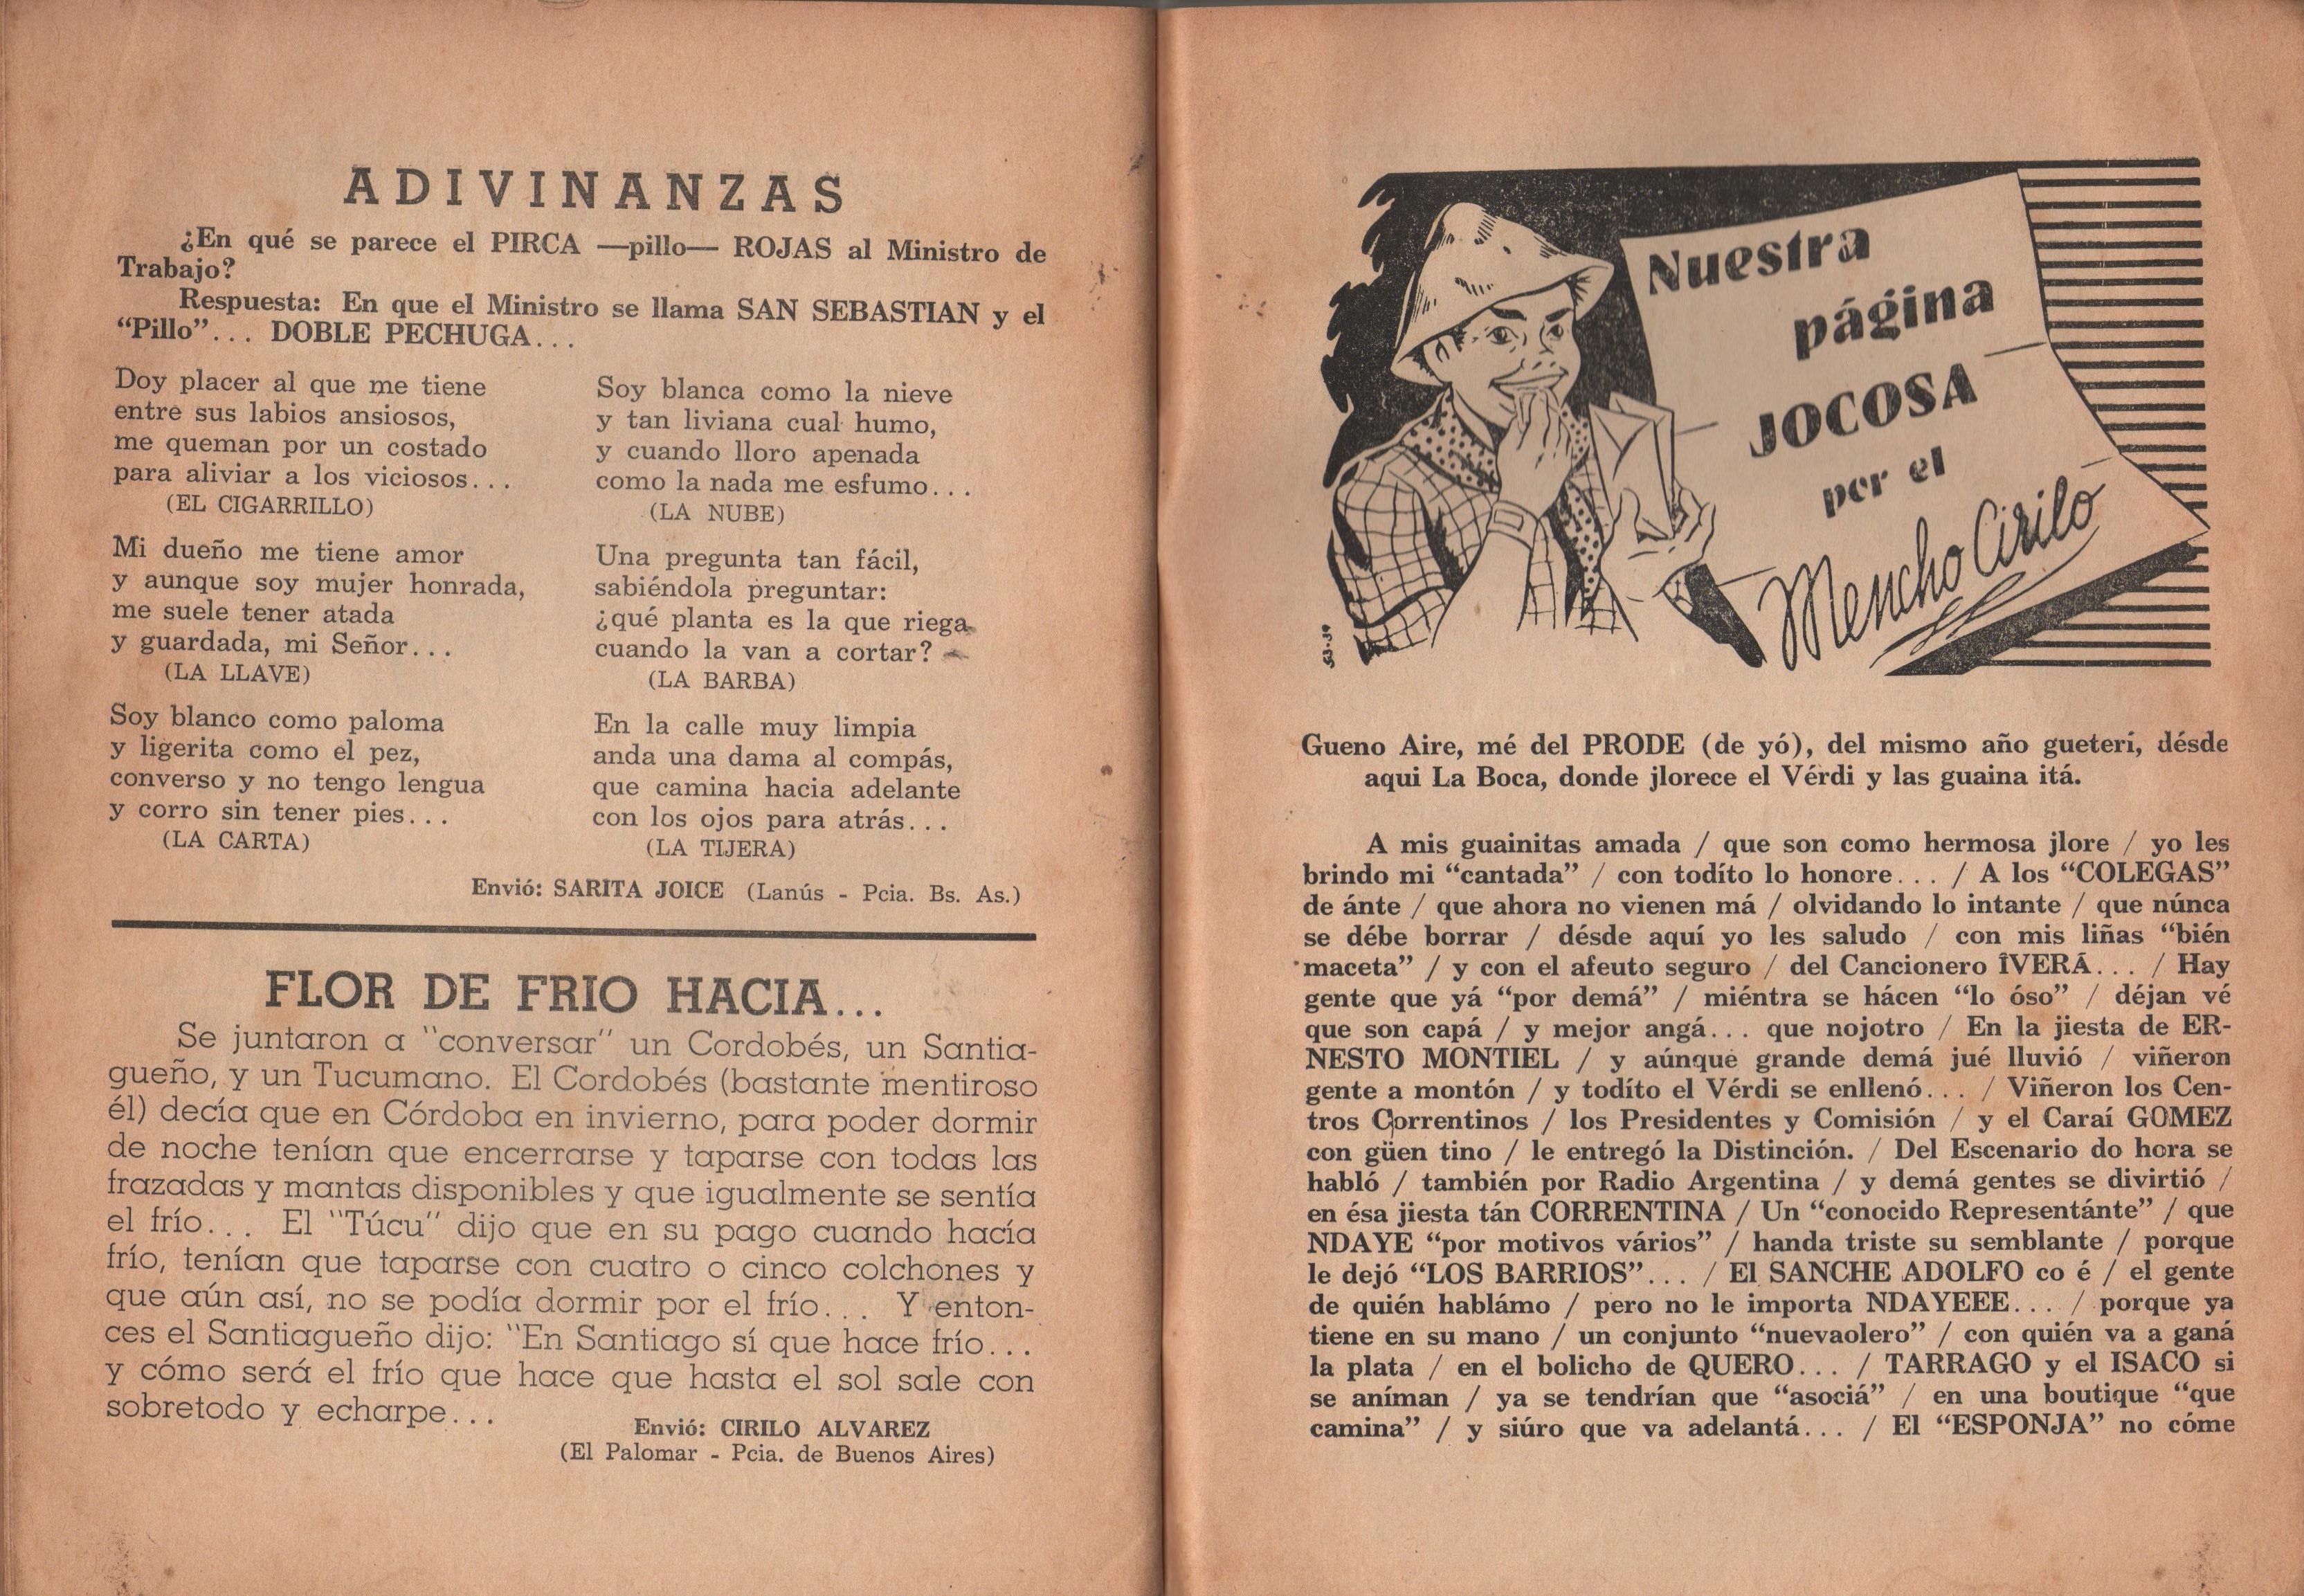 ADIVINANZAS
¿En qué se parece el PIRCA —pillo— ROJAS al Ministro de
Trabajo?
Respuesta: En que el Ministro se llama SAN SEBASTIAN y el
“Pillo”... DOBLE PECHUGA...
Doy placer al que me tiene
entre sus labios ansiosos,
me queman por un costado
para aliviar a los viciosos...
(EL CIGARRILLO)
Mi dueño me tiene amor
y aunque soy mujer honrada,
me suele tener atada
y guardada, mi Señor...
(LA LLAVE)
Soy blanco como paloma
y ligerita como el pez,
converso y no tengo lengua
y corro sin tener pies...
(LA CARTA)
Soy blanca como la nieve
y tan liviana cual humo,
y cuando lloro apenada
como la nada me esfumo...
(LA NUBE)
Una pregunta tan fácil,
sabiéndola preguntar:
¿qué planta es la que riega
cuando la van a cortar?
(LA BARBA)
En la calle muy limpia
anda una dama al compás,
que camina hacia adelante
con los ojos para atrás...
(LA TIJERA)
Envió: SARITA JOICE (Lanús - Pcia. Bs. As.)
FLOR DE FRIO HACIA...
Se juntaron a “conversar” un Cordobés, un Santia-
gueño, y un Tucumano. El Cordobés (bastante mentiroso
él) decía que en Córdoba en invierno, para poder dormir
de noche tenían que encerrarse y taparse con todas las
frazadas y mantas disponibles y que igualmente se sentía
el frío... El “Túcu” dijo que en su pago cuando hacía
frío, tenían que taparse con cuatro o cinco colchones y
que aún así, no se podía dormir por el frío... Y enton-
ces el Santiagueño dijo: “En Santiago sí que hace frío...
y cómo será el frío que hace que hasta el sol sale con
sobretodo y echarpe...
Envió: CIRILO ALVAREZ
(El Palomar - Pcia. de Buenos Aires)
Nuestra
página
JOCOSA
por el
Mencho Cirilo
53-39
Gueno Aire, mé del PRODE (de yó), del mismo año gueterí, désde
aqui La Boca, donde jlorece el Vérdi y las guaina itá.
A mis guainitas amada / que son como hermosa jlore / yo les
brindo mi “cantada” / con todíto lo honore... / A los “COLEGAS”
de ánte / que ahora no vienen má / olvidando lo intante / que núnca
se débe borrar / désde aquí yo les saludo / con mis liñas “bién
maceta” / y con el afeuto seguro / del Cancionero ÎVERÁ... / Hay
gente que yá “por demá” / miéntra se hácen “lo óso” / déjan vé
que son capá / y mejor angá... que nojotro / En la jiesta de ER-
NESTO MONTIEL / y aúnque grande demá jué lluvió / viñeron
gente a montón / y todíto el Vérdi se enllenó... / Viñeron los Cen-
tros Correntinos / los Presidentes y Comisión / y el Caraí GOMEZ
con güen tino / le entregó la Distinción. / Del Escenario do hora se
habló / también por Radio Argentina / y demá gentes se divirtió /
en ésa jiesta tán CORRENTINA / Un “conocido Representánte” / que
NDAYE “por motivos vários” / handa triste su semblante / porque
le dejó “LOS BARRIOS”... / El SANCHE ADOLFO co é / el gente
de quién hablámo / pero no le importa NDAYEEE... / porque ya
tiene en su mano / un conjunto “nuevaolero” / con quién va a ganá
la plata / en el bolicho de QUERO... / TARRAGO y el ISACO si
se aníman / ya se tendrían que “asociá” / en una boutique “que
camina” / y siúro que va adelantá... / El “ESPONJA” no cóme